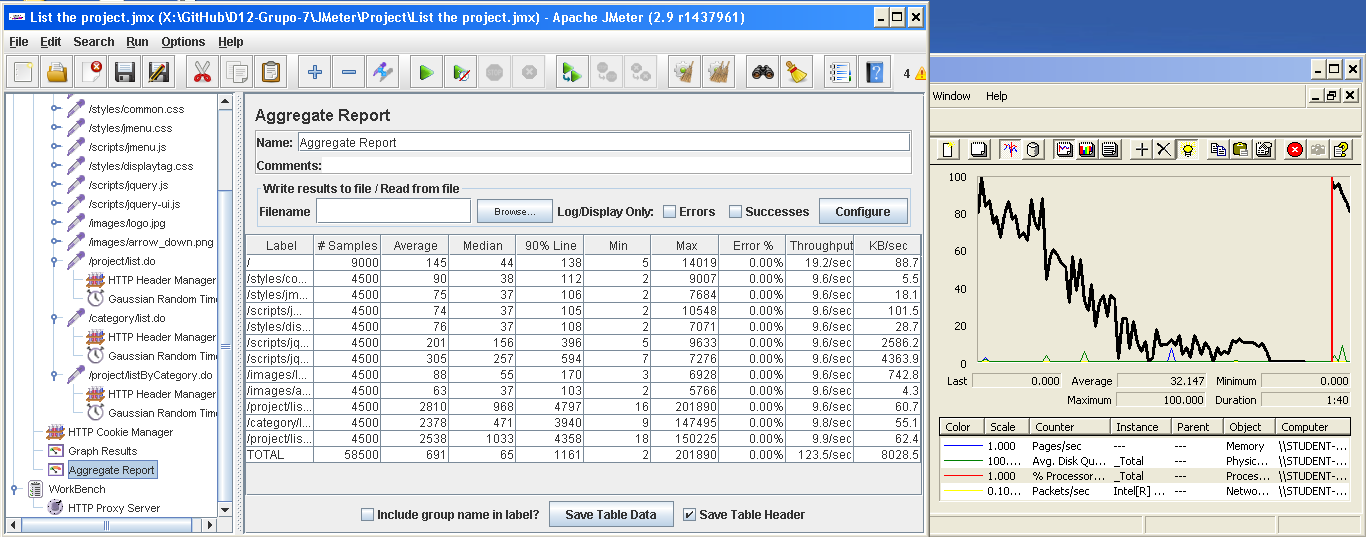 List the project.jmx (X:\GitHub\D12-Grupo-7\JMeter\Project\List the project.jmx) - Apache JMeter (2.9 r1437961)
File Edit Search Run Options Help
4
/styles/common.css
/styles/jmenu.css
/scripts/jmenu.js
/styles/displaytag.css
/scripts/jquery.js
/scripts/jquery-ui.js
/images/logo.jpg
/images/arrow_down.png
/project/list.do
HTTP Header Manager
Gaussian Random Time
/category/list.do
HTTP Header Manager
Gaussian Random Time
/project/listByCategory.do
HTTP Header Manager
Gaussian Random Time
HTTP Cookie Manager
Graph Results
Aggregate Report
WorkBench
HTTP Proxy Server
Aggregate Report
Name: Aggregate Report
Comments:
Write results to file / Read from file
Filename Browse... Log/Display Only: Errors Successes Configure
Label # Samples Average Median 90% Line Min Max Error % Throughput KB/sec
/ 9000 145 44 138 5 14019 0.00% 19.2/sec 88.7
/styles/co... 4500 90 38 112 2 9007 0.00% 9.6/sec 5.5
/styles/jm... 4500 75 37 106 2 7684 0.00% 9.6/sec 18.1
/scripts/j... 4500 74 37 105 2 10548 0.00% 9.6/sec 101.5
/styles/dis... 4500 76 37 108 2 7071 0.00% 9.6/sec 28.7
/scripts/jq... 4500 201 156 396 5 9633 0.00% 9.6/sec 2586.2
/scripts/jq... 4500 305 257 594 7 7276 0.00% 9.6/sec 4363.9
/images/l... 4500 88 55 170 3 6928 0.00% 9.6/sec 742.8
/images/a... 4500 63 37 103 2 5766 0.00% 9.6/sec 4.3
/project/lis... 4500 2810 968 4797 16 201890 0.00% 9.6/sec 60.7
/category/l... 4500 2378 471 3940 9 147495 0.00% 9.8/sec 55.1
/project/lis... 4500 2538 1033 4358 18 150225 0.00% 9.9/sec 62.4
TOTAL 58500 691 65 1161 2 201890 0.00% 123.5/sec 8028.5
Include group name in label? Save Table Data Save Table Header
Window Help
100
80
60
40
20
0
Last 0.000 Average 32.147 Minimum 0.000
Maximum 100.000 Duration 1:40
Color Scale Counter Instance Parent Object Computer
1.000 Pages/sec --- --- Memory \\STUDENT-...
100.... Avg. Disk Qu... _Total --- Physic... \\STUDENT-...
1.000 % Processor... _Total --- Proces... \\STUDENT-...
0.10... Packets/sec Intel[R] ... --- Netwo... \\STUDENT-...